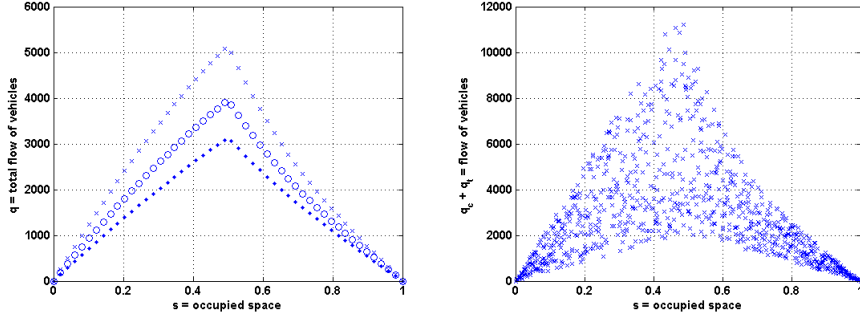 6000
5000
4000
3000
2000
1000
0
q = total flow of vehicles
0 0.2 0.4 0.6 0.8 1
s = occupied space
12000
10000
8000
6000
4000
2000
0
q_c + q_t = flow of vehicles
0 0.2 0.4 0.6 0.8 1
s = occupied space